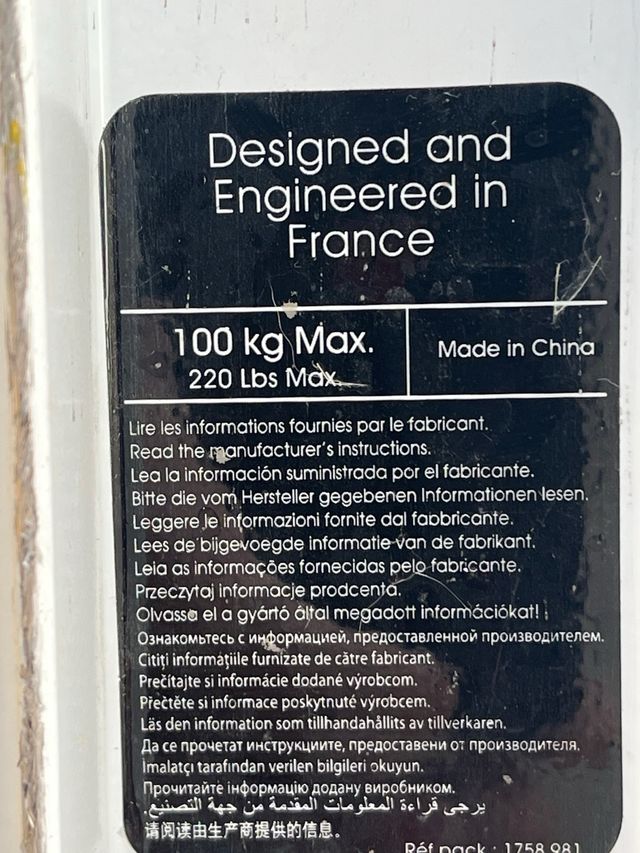 Designed and
Engineered in
France
100 kg Max.
220 Lbs Max.
Made in China
Lire les informations fournies par le fabricant.
Read the manufacturer's instructions.
Lea la información suministrada por el fabricante.
Bitte die vom Hersteller gegebenen Informationen lesen.
Leggere le informazioni fornite dal fabbricante.
Lees de bijgevoegde informatie van de fabrikant.
Leia as informações fornecidas pelo fabricante.
Przeczytaj informacje prodcenta.
Olvassa el a gyártó által megadott információkat!
Ознакомьтесь с информацией, предоставленной производителем.
Citiți informațiile furnizate de către fabricant.
Prečítajte si informácie dodané výrobcom.
Přečtěte si informace poskytnuté výrobcem.
Läs den information som tillhandahållits av tillverkaren.
Да се прочетат инструкциите, предоставени от производителя.
İmalatçı tarafından verilen bilgileri okuyun.
Прочитайте інформацію додану виробником.
يرجى قراءة المعلومات المقدمة من جهة التصنيع.
请阅读由生产商提供的信息。
Réf pack : 1758 981